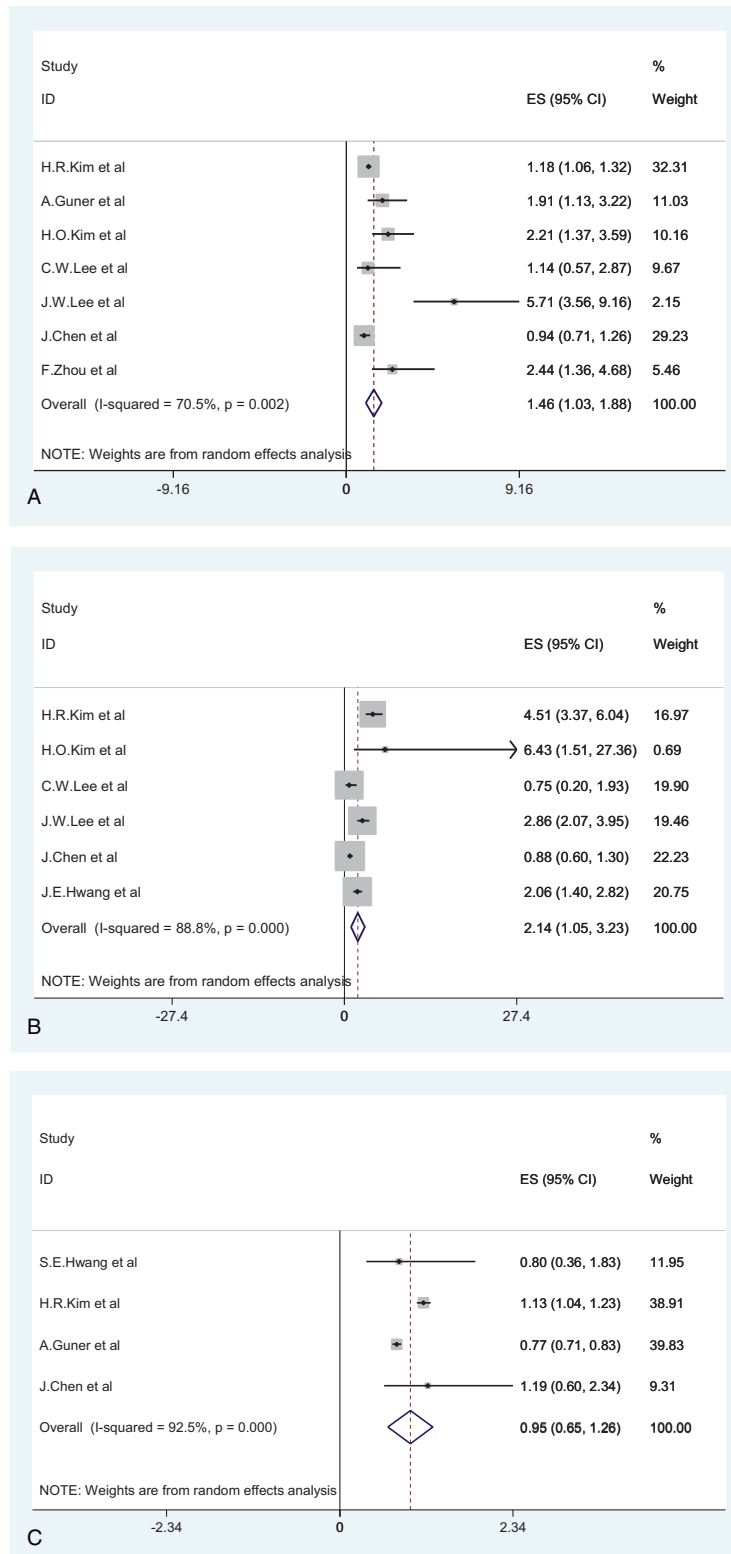 Study %
ID ES (95% CI) Weight
H.R.Kim et al 1.18 (1.06, 1.32) 32.31
A.Guner et al 1.91 (1.13, 3.22) 11.03
H.O.Kim et al 2.21 (1.37, 3.59) 10.16
C.W.Lee et al 1.14 (0.57, 2.87) 9.67
J.W.Lee et al 5.71 (3.56, 9.16) 2.15
J.Chen et al 0.94 (0.71, 1.26) 29.23
F.Zhou et al 2.44 (1.36, 4.68) 5.46
Overall (I-squared = 70.5%, p = 0.002) 1.46 (1.03, 1.88) 100.00
NOTE: Weights are from random effects analysis
-9.16 0 9.16
A
Study %
ID ES (95% CI) Weight
H.R.Kim et al 4.51 (3.37, 6.04) 16.97
H.O.Kim et al 6.43 (1.51, 27.36) 0.69
C.W.Lee et al 0.75 (0.20, 1.93) 19.90
J.W.Lee et al 2.86 (2.07, 3.95) 19.46
J.Chen et al 0.88 (0.60, 1.30) 22.23
J.E.Hwang et al 2.06 (1.40, 2.82) 20.75
Overall (I-squared = 88.8%, p = 0.000) 2.14 (1.05, 3.23) 100.00
NOTE: Weights are from random effects analysis
-27.4 0 27.4
B
Study %
ID ES (95% CI) Weight
S.E.Hwang et al 0.80 (0.36, 1.83) 11.95
H.R.Kim et al 1.13 (1.04, 1.23) 38.91
A.Guner et al 0.77 (0.71, 0.83) 39.83
J.Chen et al 1.19 (0.60, 2.34) 9.31
Overall (I-squared = 92.5%, p = 0.000) 0.95 (0.65, 1.26) 100.00
NOTE: Weights are from random effects analysis
-2.34 0 2.34
C